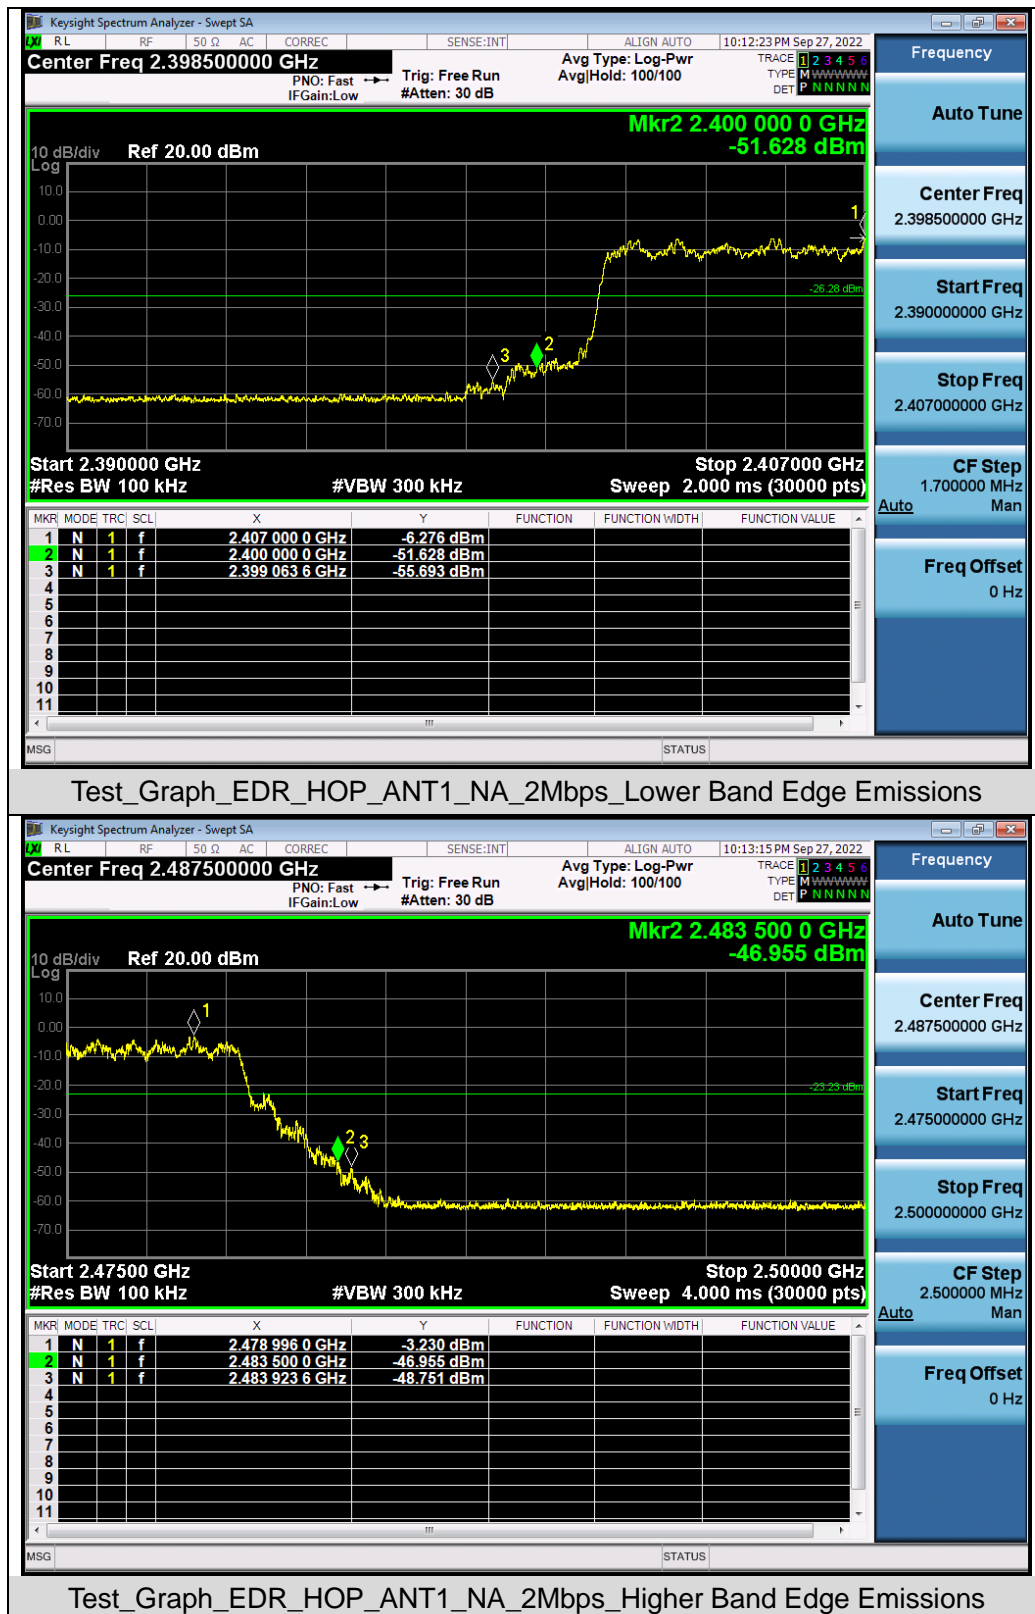 Keysight Spectrum Analyzer - Swept SA
LXI RL RF 50 Ω AC CORREC SENSE:INT ALIGN AUTO 10:12:23 PM Sep 27, 2022
Center Freq 2.398500000 GHz
PNO: Fast
IFGain:Low
Trig: Free Run
#Atten: 30 dB
Avg Type: Log-Pwr
Avg|Hold: 100/100
TRACE 1 2 3 4 5 6
TYPE M W W W W W
DET P N N N N N
Mkr2 2.400 000 0 GHz
-51.628 dBm
10 dB/div Ref 20.00 dBm
Log
10.0
0.00
-10.0
-20.0
-30.0
-40.0
-50.0
-60.0
-70.0
1
-26.28 dBm
3
2
Start 2.390000 GHz Stop 2.407000 GHz
#Res BW 100 kHz #VBW 300 kHz Sweep 2.000 ms (30000 pts)
MKR MODE TRC SCL X Y FUNCTION FUNCTION WIDTH FUNCTION VALUE
1 N 1 f 2.407 000 0 GHz -6.276 dBm
2 N 1 f 2.400 000 0 GHz -51.628 dBm
3 N 1 f 2.399 063 6 GHz -55.693 dBm
4
5
6
7
8
9
10
11
MSG STATUS
Frequency
Auto Tune
Center Freq
2.398500000 GHz
Start Freq
2.390000000 GHz
Stop Freq
2.407000000 GHz
CF Step
1.700000 MHz
Auto Man
Freq Offset
0 Hz
Test_Graph_EDR_HOP_ANT1_NA_2Mbps_Lower Band Edge Emissions
Keysight Spectrum Analyzer - Swept SA
LXI RL RF 50 Ω AC CORREC SENSE:INT ALIGN AUTO 10:13:15 PM Sep 27, 2022
Center Freq 2.487500000 GHz
PNO: Fast
IFGain:Low
Trig: Free Run
#Atten: 30 dB
Avg Type: Log-Pwr
Avg|Hold: 100/100
TRACE 1 2 3 4 5 6
TYPE M W W W W W
DET P N N N N N
Mkr2 2.483 500 0 GHz
-46.955 dBm
10 dB/div Ref 20.00 dBm
Log
10.0
0.00
-10.0
-20.0
-30.0
-40.0
-50.0
-60.0
-70.0
1
-23.23 dBm
2 3
Start 2.47500 GHz Stop 2.50000 GHz
#Res BW 100 kHz #VBW 300 kHz Sweep 4.000 ms (30000 pts)
MKR MODE TRC SCL X Y FUNCTION FUNCTION WIDTH FUNCTION VALUE
1 N 1 f 2.478 996 0 GHz -3.230 dBm
2 N 1 f 2.483 500 0 GHz -46.955 dBm
3 N 1 f 2.483 923 6 GHz -48.751 dBm
4
5
6
7
8
9
10
11
MSG STATUS
Frequency
Auto Tune
Center Freq
2.487500000 GHz
Start Freq
2.475000000 GHz
Stop Freq
2.500000000 GHz
CF Step
2.500000 MHz
Auto Man
Freq Offset
0 Hz
Test_Graph_EDR_HOP_ANT1_NA_2Mbps_Higher Band Edge Emissions